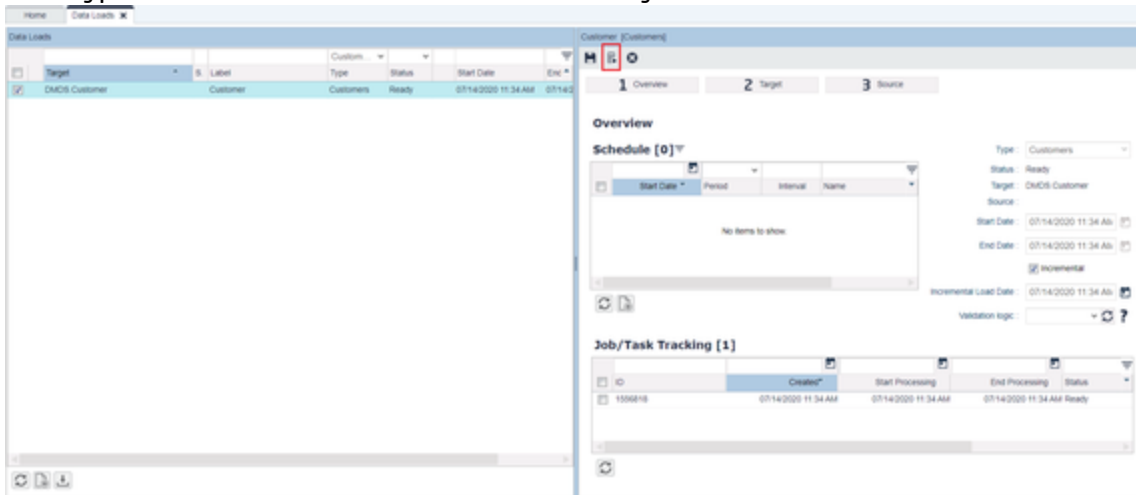 Home Data Loads
Data Loads
Custom...
Target S. Label Type Status Start Date Enc
DMDS Customer Customer Customers Ready 07/14/2020 11:34 AM 07/14/2
Customer [Customers]
1 Overview 2 Target 3 Source
Overview
Schedule [0]
Start Date Period Interval Name
No items to show.
Type: Customers
Status: Ready
Target: DMDS Customer
Source:
Start Date: 07/14/2020 11:34 AM
End Date: 07/14/2020 11:34 AM
Incremental
Incremental Load Date: 07/14/2020 11:34 AM
Validation logic:
Job/Task Tracking [1]
ID Created Start Processing End Processing Status
1556816 07/14/2020 11:34 AM 07/14/2020 11:34 AM 07/14/2020 11:34 AM Ready